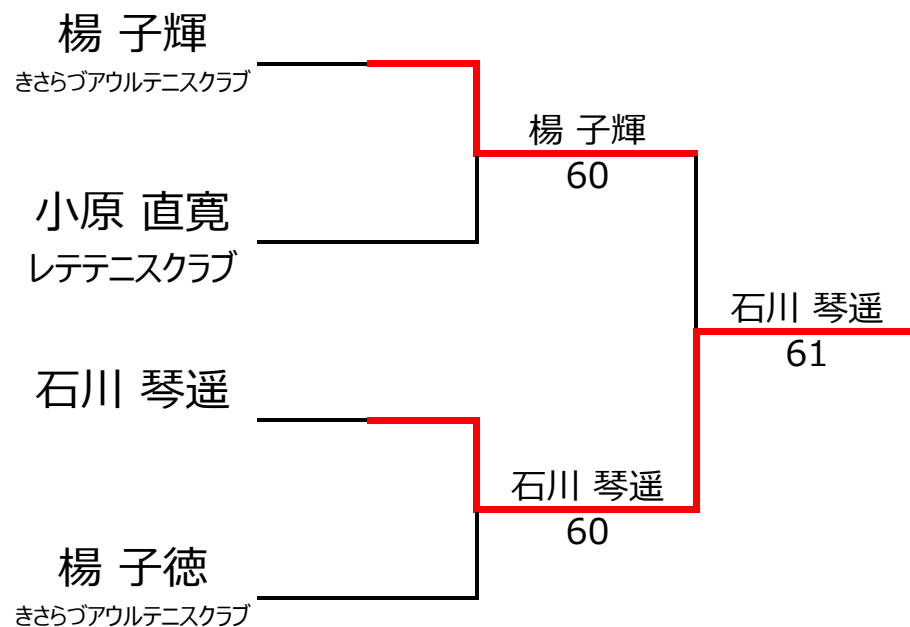 楊 子輝
きさらづアウルテニスクラブ
楊 子輝
60
小原 直寛
レテテニスクラブ
石川 琴遥
61
石川 琴遥
石川 琴遥
60
楊 子徳
きさらづアウルテニスクラブ